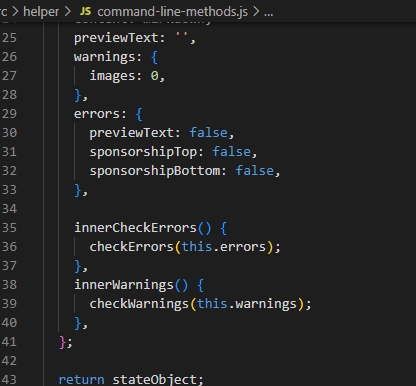 rc > helper > JS command-line-methods.js > ...
25 previewText: '',
26 warnings: {
27 images: 0,
28 },
29 errors: {
30 previewText: false,
31 sponsorshipTop: false,
32 sponsorshipBottom: false,
33 },
34
35 innerCheckErrors() {
36 checkErrors(this.errors);
37 },
38 innerWarnings() {
39 checkWarnings(this.warnings);
40 },
41 };
42
43 return stateObject;